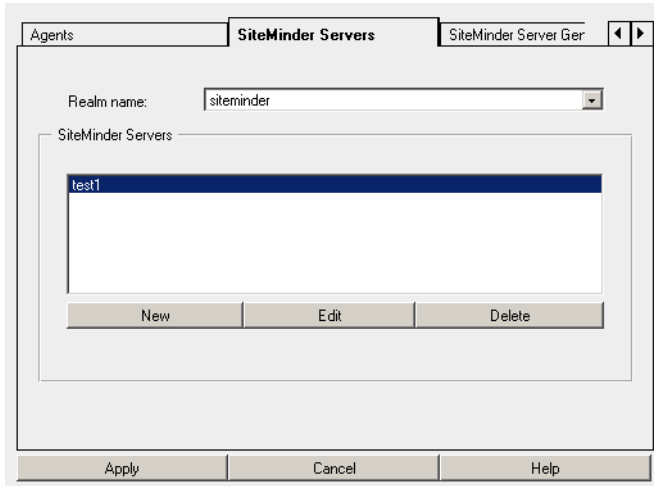 Agents SiteMinder Servers SiteMinder Server Ger
Realm name: siteminder
SiteMinder Servers
test1
New Edit Delete
Apply Cancel Help